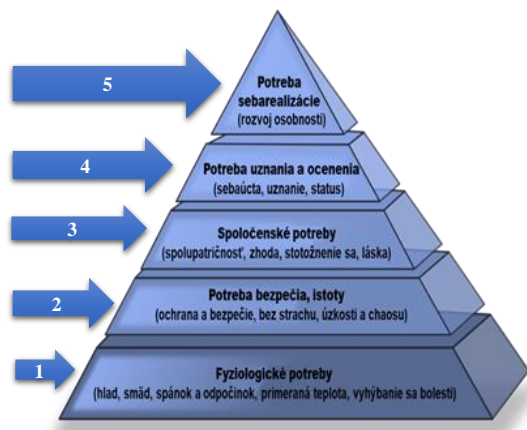 5
Potreba
sebarealizácie
(rozvoj osobnosti)
4
Potreba uznania a ocenenia
(sebaúcta, uznanie, status)
3
Spoločenské potreby
(spolupatričnosť, zhoda, stotožnenie sa, láska)
2
Potreba bezpečia, istoty
(ochrana a bezpečie, bez strachu, úzkosti a chaosu)
1
Fyziologické potreby
(hlad, smäd, spánok a odpočinok, primeraná teplota, vyhýbanie sa bolesti)